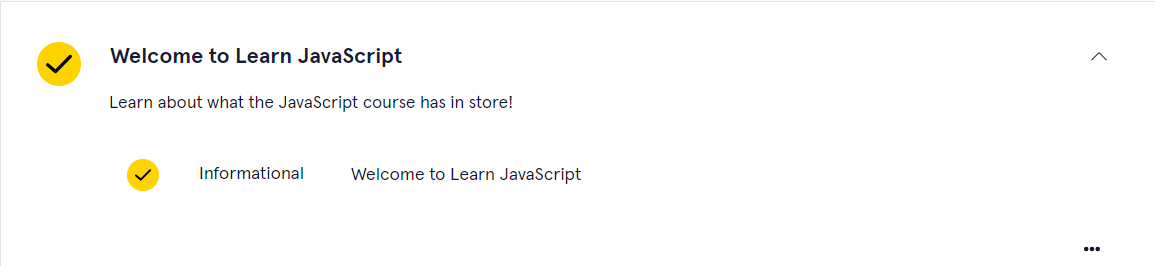 Welcome to Learn JavaScript
Learn about what the JavaScript course has in store!
Informational Welcome to Learn JavaScript